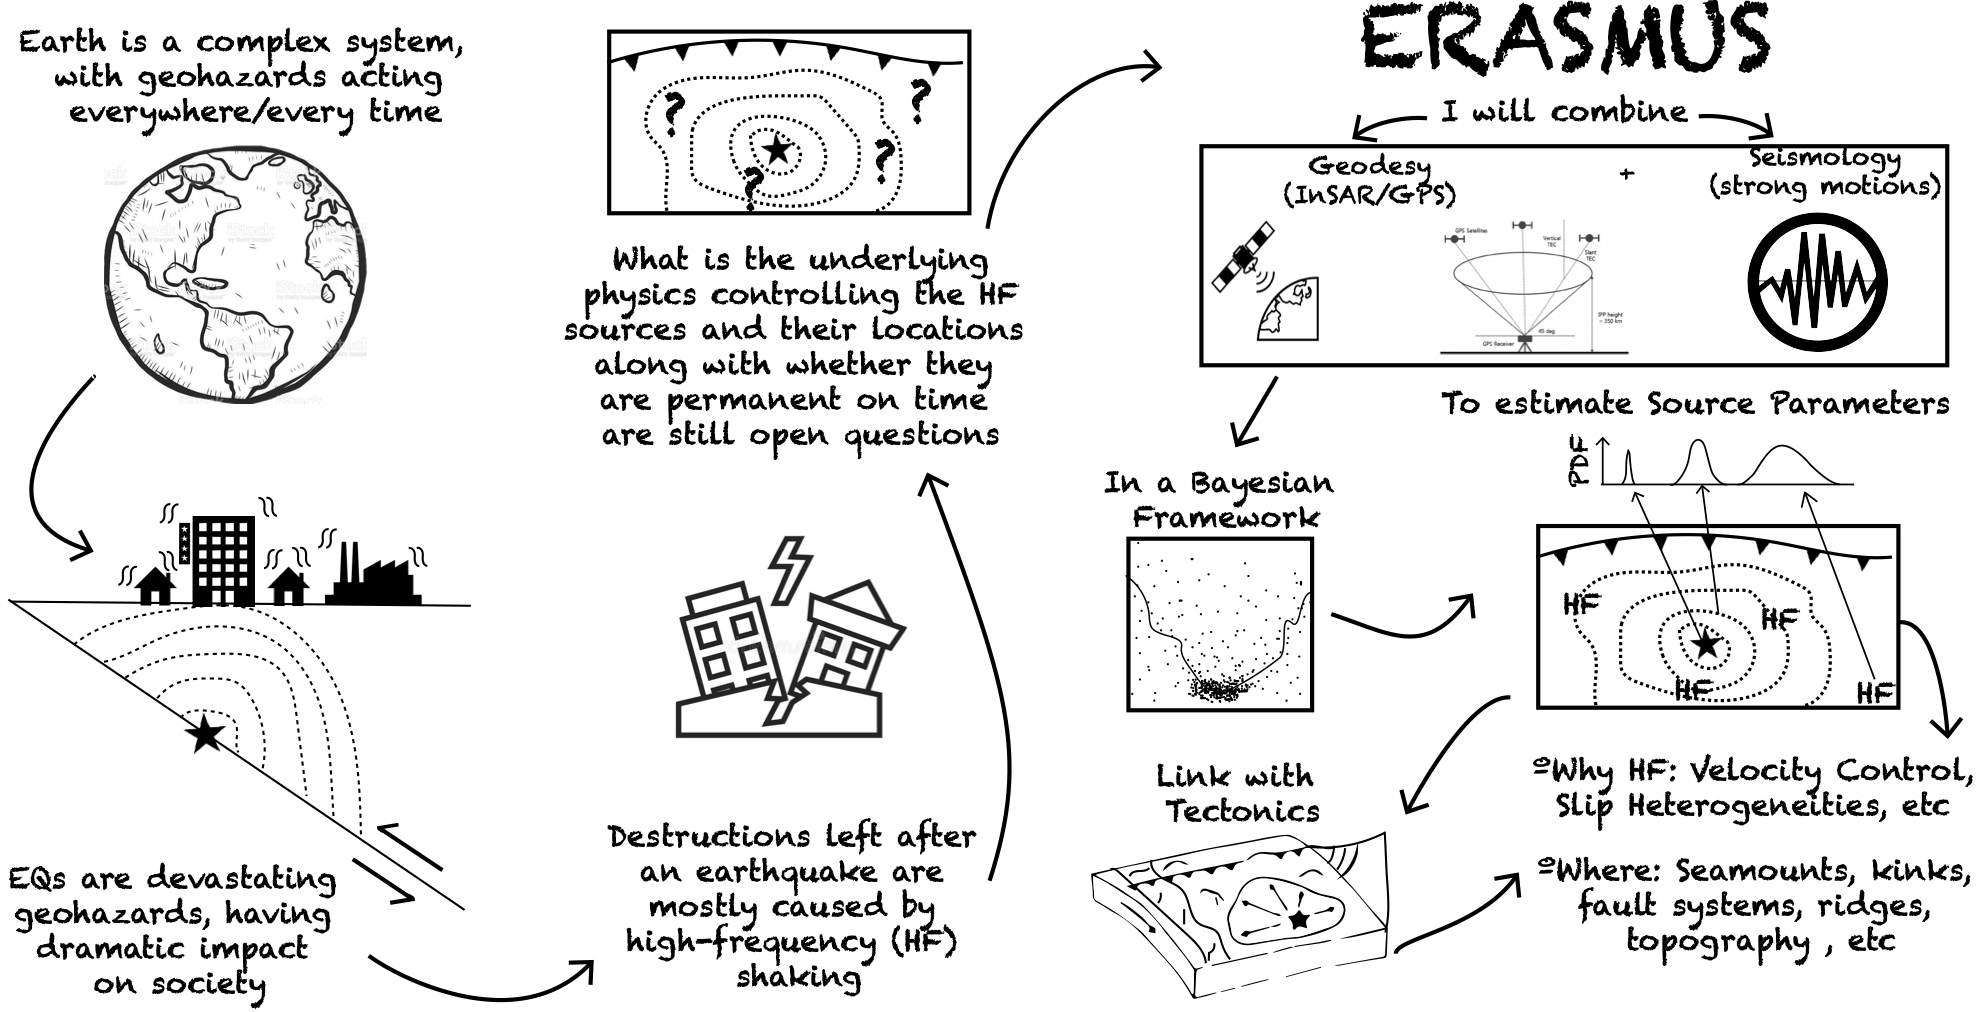 Earth is a complex system,
with geohazards acting
everywhere/every time
EQs are devastating
geohazards, having
dramatic impact
on society
Destructions left after
an earthquake are
mostly caused by
high-frequency (HF)
shaking
?
?
?
?
What is the underlying
physics controlling the HF
sources and their locations
along with whether they
are permanent on time
are still open questions
ERASMUS
I will combine
Geodesy
(InSAR/GPS)
+
Seismology
(strong motions)
GPS Satellites
Vertical
TEC
Slant
TEC
IPP height
~ 350 km
45 deg
GPS Receiver
To estimate Source Parameters
PDF
In a Bayesian
Framework
HF
HF
HF
HF
Link with
Tectonics
ºWhy HF: Velocity Control,
Slip Heterogeneities, etc
ºWhere: Seamounts, kinks,
fault systems, ridges,
topography , etc